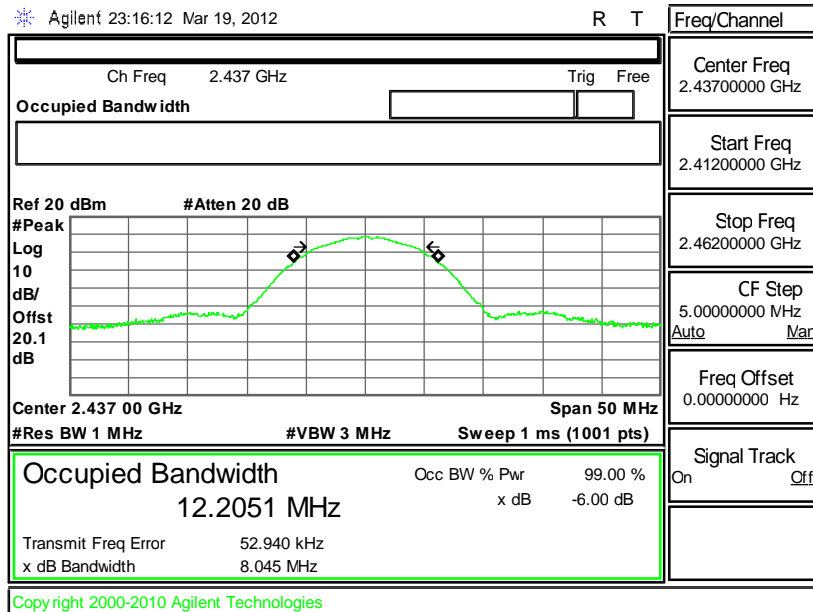 Agilent 23:16:12 Mar 19, 2012 R T
Ch Freq 2.437 GHz Trig Free
Occupied Bandwidth
Ref 20 dBm #Atten 20 dB
#Peak
Log
10
dB/
Offst
20.1
dB
Center 2.437 00 GHz Span 50 MHz
#Res BW 1 MHz #VBW 3 MHz Sweep 1 ms (1001 pts)
Occupied Bandwidth Occ BW % Pwr 99.00 %
12.2051 MHz x dB -6.00 dB
Transmit Freq Error 52.940 kHz
x dB Bandwidth 8.045 MHz
Copyright 2000-2010 Agilent Technologies
Freq/Channel
Center Freq
2.43700000 GHz
Start Freq
2.41200000 GHz
Stop Freq
2.46200000 GHz
CF Step
5.00000000 MHz
Auto Man
Freq Offset
0.00000000 Hz
Signal Track
On Off